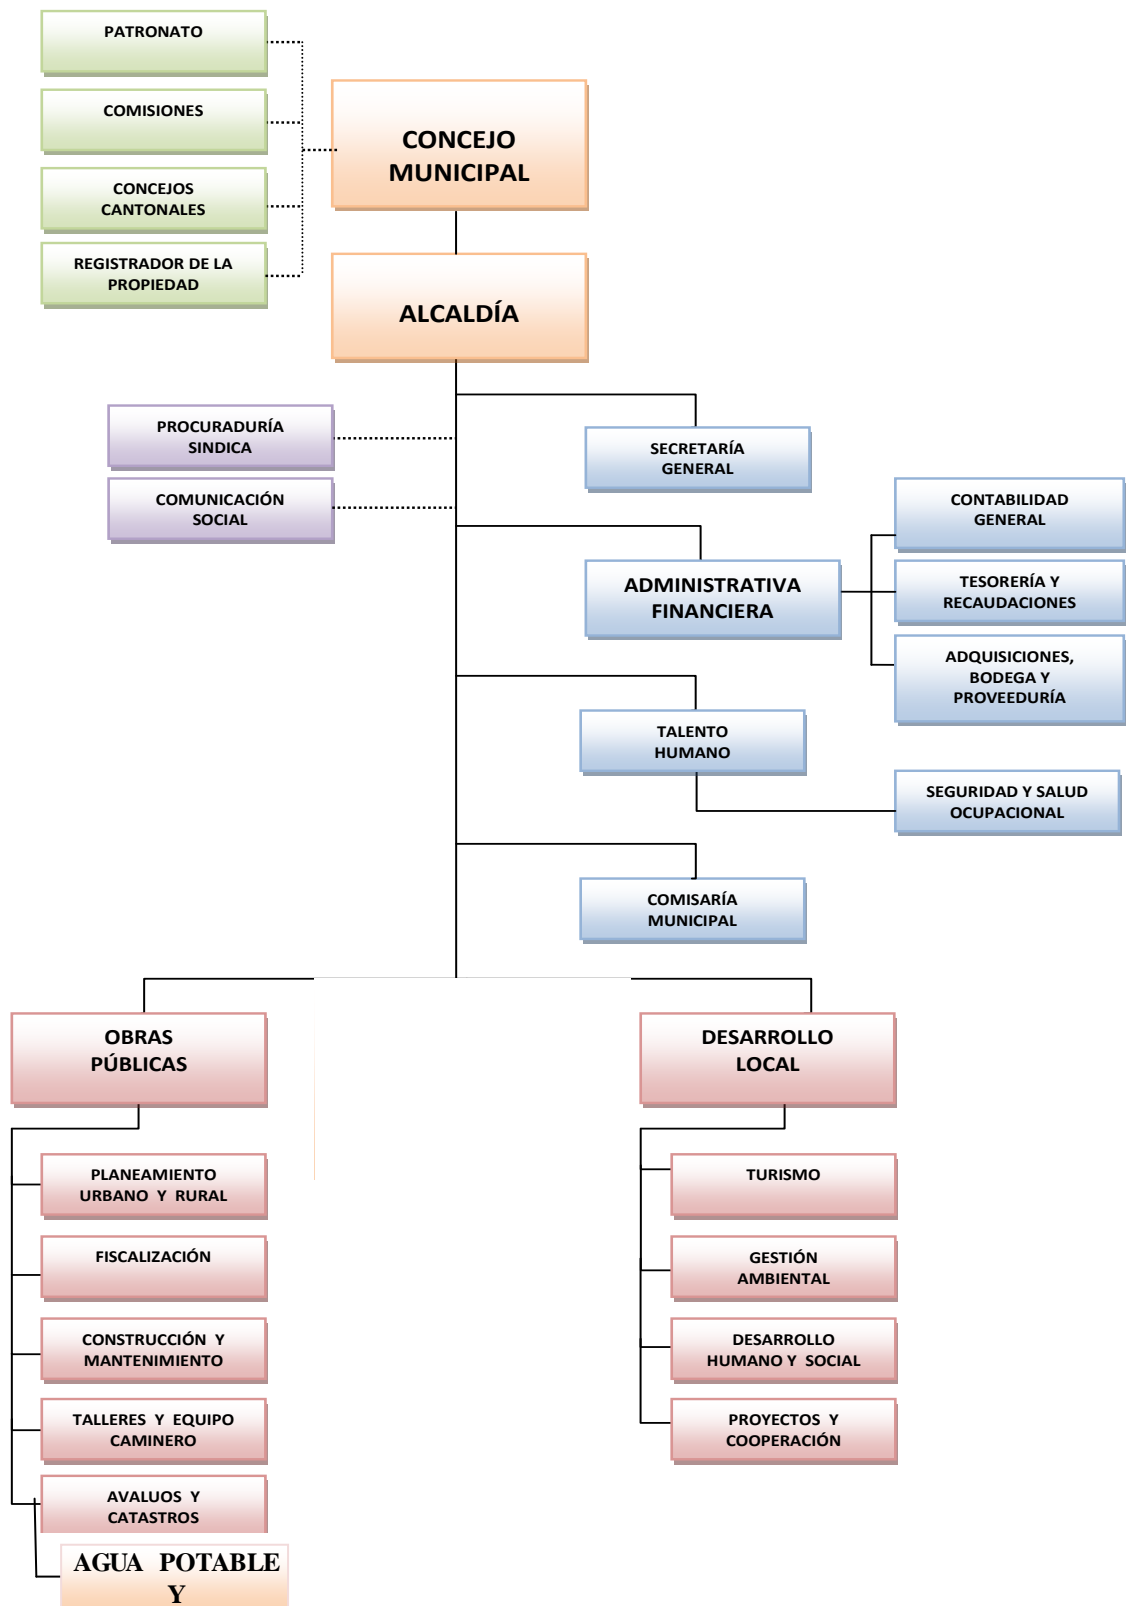 PATRONATO
COMISIONES
CONCEJOS
CANTONALES
REGISTRADOR DE LA
PROPIEDAD
CONCEJO
MUNICIPAL
ALCALDÍA
PROCURADURÍA
SINDICA
COMUNICACIÓN
SOCIAL
SECRETARÍA
GENERAL
ADMINISTRATIVA
FINANCIERA
CONTABILIDAD
GENERAL
TESORERÍA Y
RECAUDACIONES
ADQUISICIONES,
BODEGA Y
PROVEEDURÍA
TALENTO
HUMANO
SEGURIDAD Y SALUD
OCUPACIONAL
COMISARÍA
MUNICIPAL
OBRAS
PÚBLICAS
PLANEAMIENTO
URBANO Y RURAL
FISCALIZACIÓN
CONSTRUCCIÓN Y
MANTENIMIENTO
TALLERES Y EQUIPO
CAMINERO
AVALUOS Y
CATASTROS
AGUA POTABLE
Y
DESARROLLO
LOCAL
TURISMO
GESTIÓN
AMBIENTAL
DESARROLLO
HUMANO Y SOCIAL
PROYECTOS Y
COOPERACIÓN